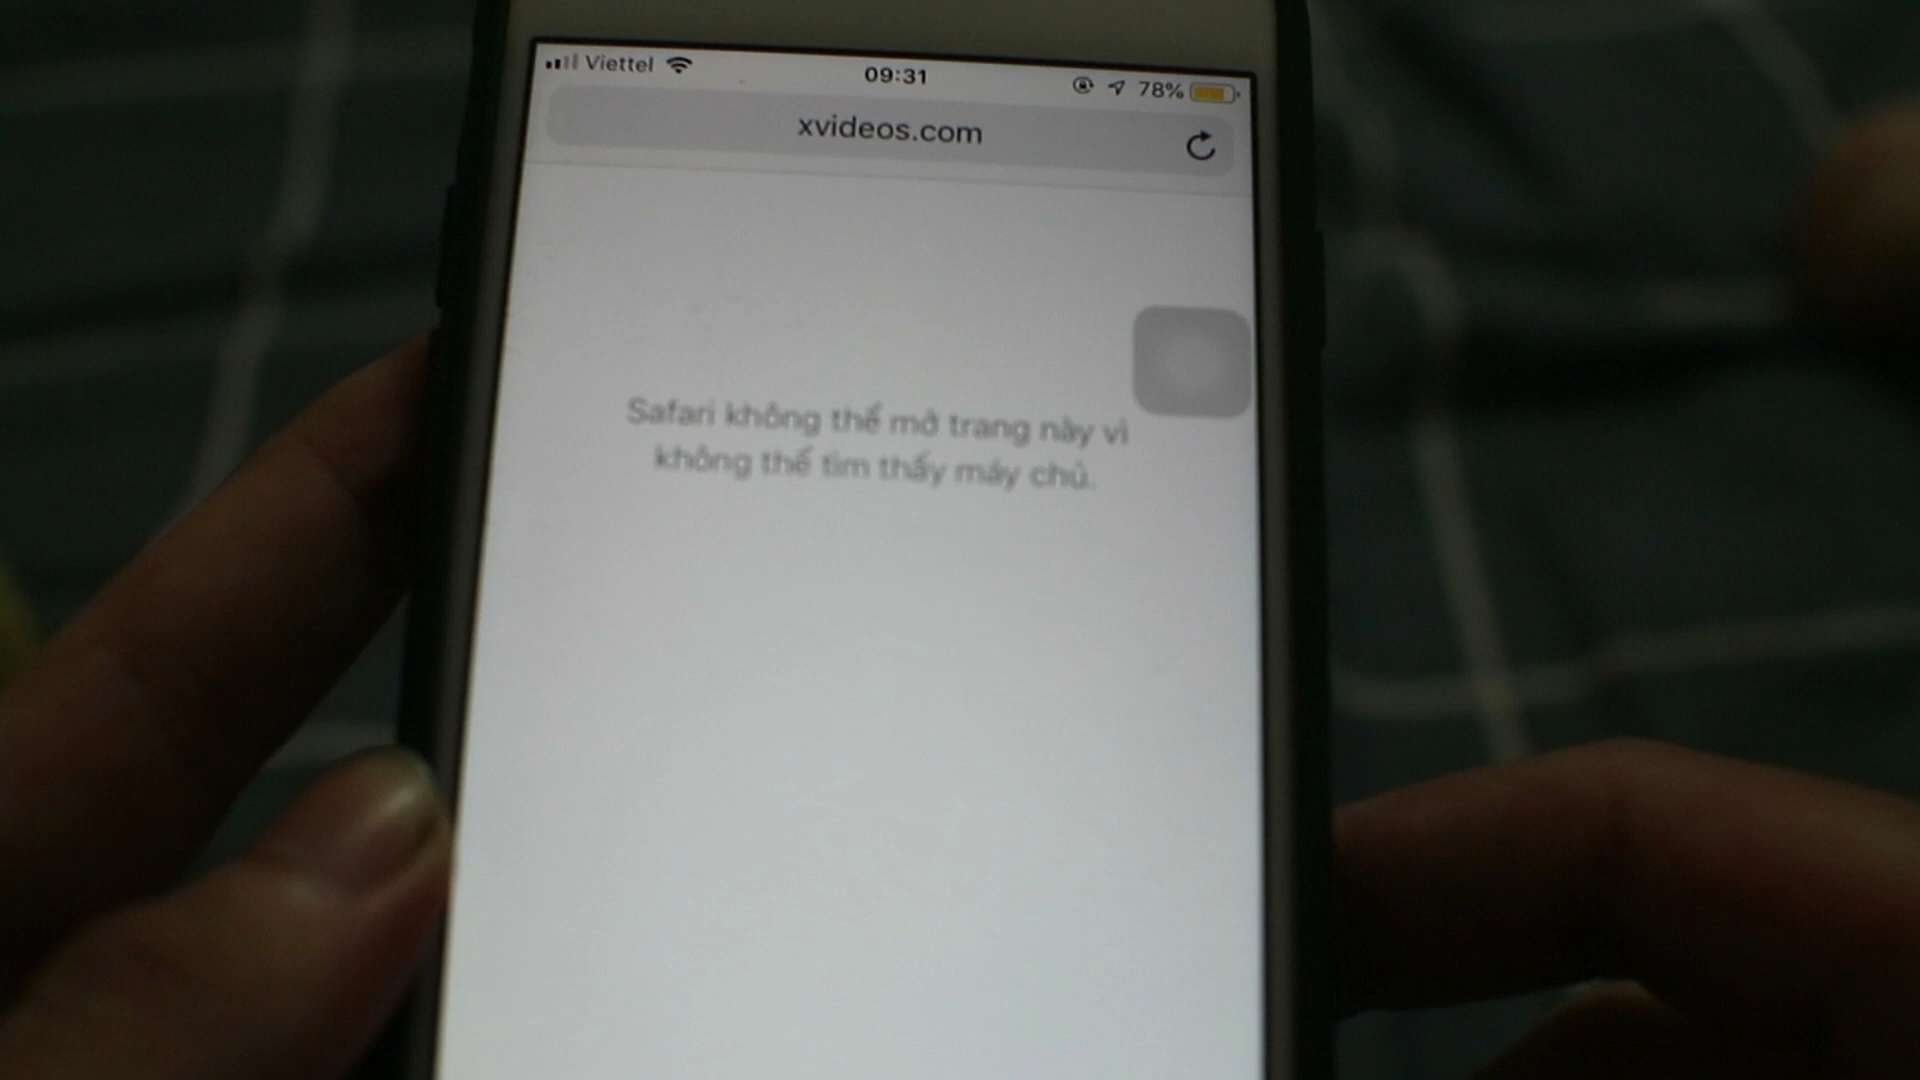 Viettel 09:31 78%
xvideos.com
Safari không thể mở trang này vì
không thể tìm thấy máy chủ.